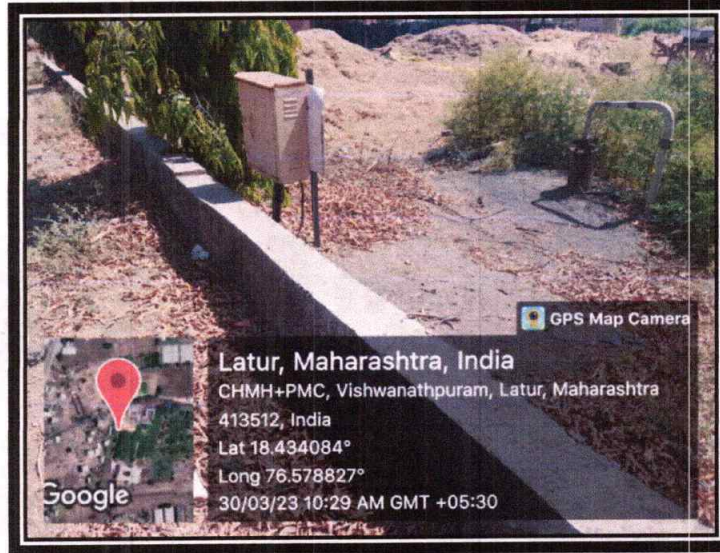 GPS Map Camera
Latur, Maharashtra, India
CHMH+PMC, Vishwanathpuram, Latur, Maharashtra
413512, India
Lat 18.434084°
Long 76.578827°
30/03/23 10:29 AM GMT +05:30
Google